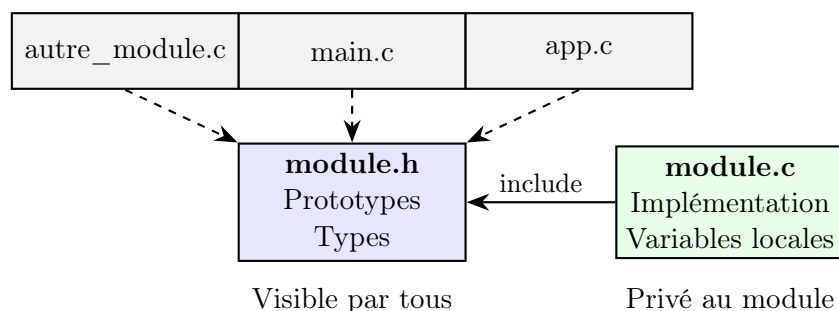 autre_module.c
main.c
app.c
module.h
Prototypes
Types
include
module.c
Implémentation
Variables locales
Visible par tous
Privé au module